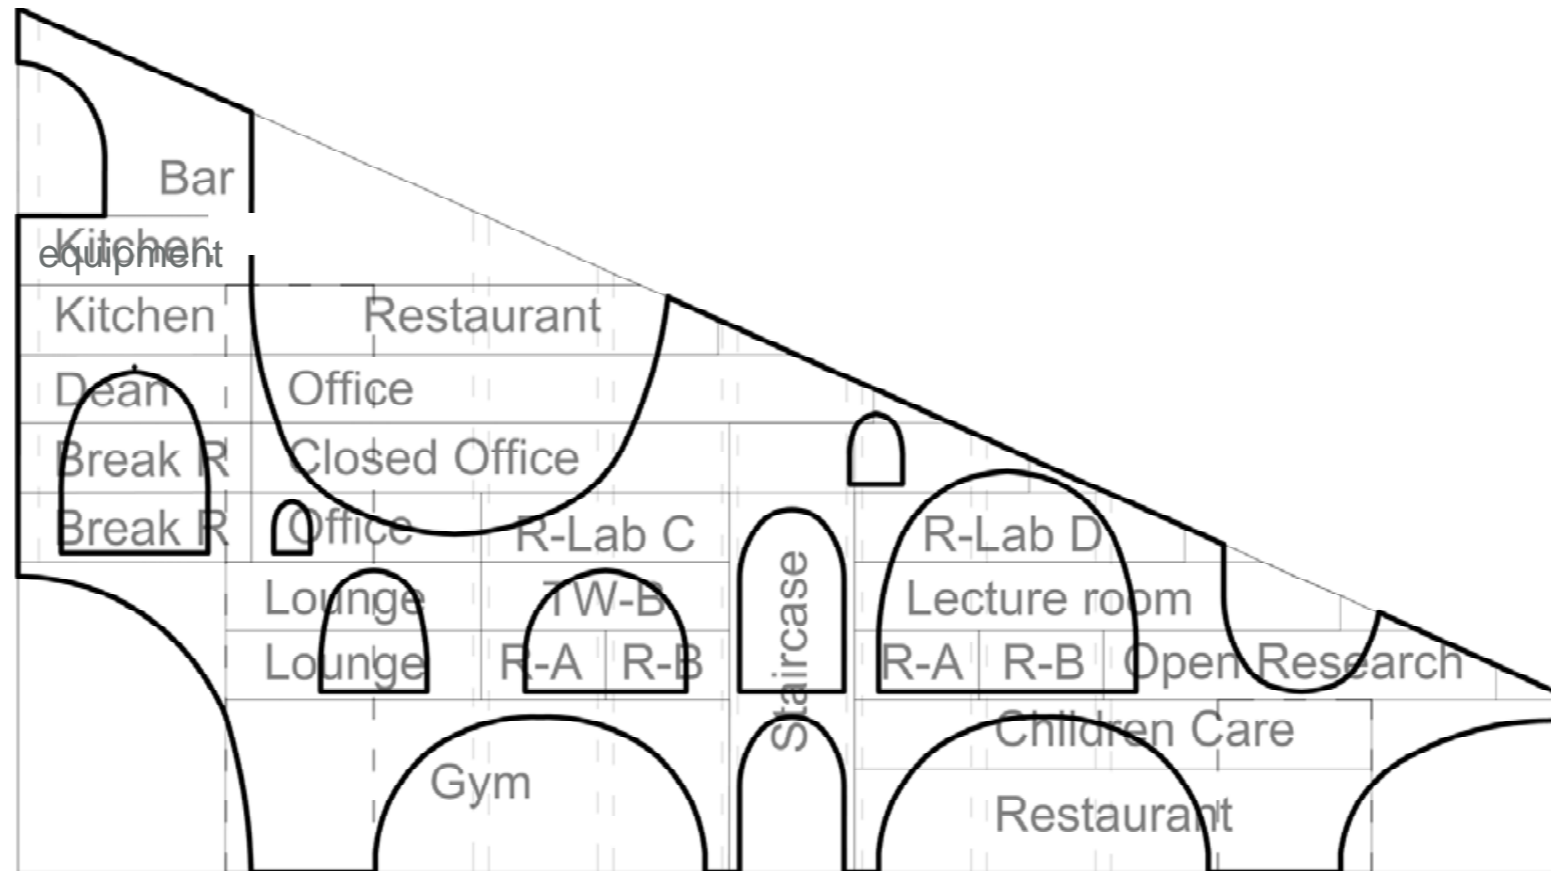 Bar
Kitchen
equipment
Kitchen Restaurant
Dean Office
Break R Closed Office
Break R Office R-Lab C R-Lab D
Lounge TW-B Lecture room
Lounge R-A R-B R-A R-B Open Research
Staircase
Children Care
Gym
Restaurant